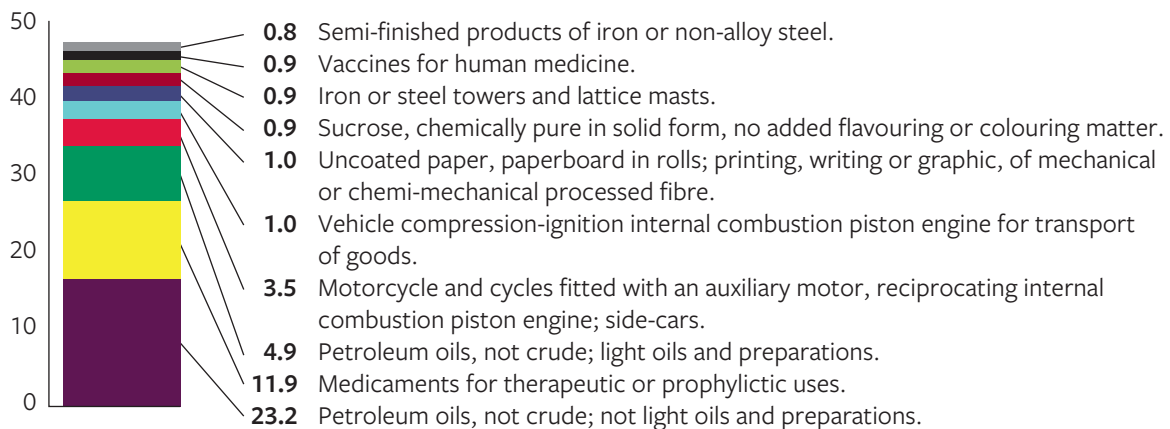 50
40
30
20
10
0
0.8 Semi-finished products of iron or non-alloy steel.
0.9 Vaccines for human medicine.
0.9 Iron or steel towers and lattice masts.
0.9 Sucrose, chemically pure in solid form, no added flavouring or colouring matter.
1.0 Uncoated paper, paperboard in rolls; printing, writing or graphic, of mechanical
or chemi-mechanical processed fibre.
1.0 Vehicle compression-ignition internal combustion piston engine for transport
of goods.
3.5 Motorcycle and cycles fitted with an auxiliary motor, reciprocating internal
combustion piston engine; side-cars.
4.9 Petroleum oils, not crude; light oils and preparations.
11.9 Medicaments for therapeutic or prophylictic uses.
23.2 Petroleum oils, not crude; not light oils and preparations.